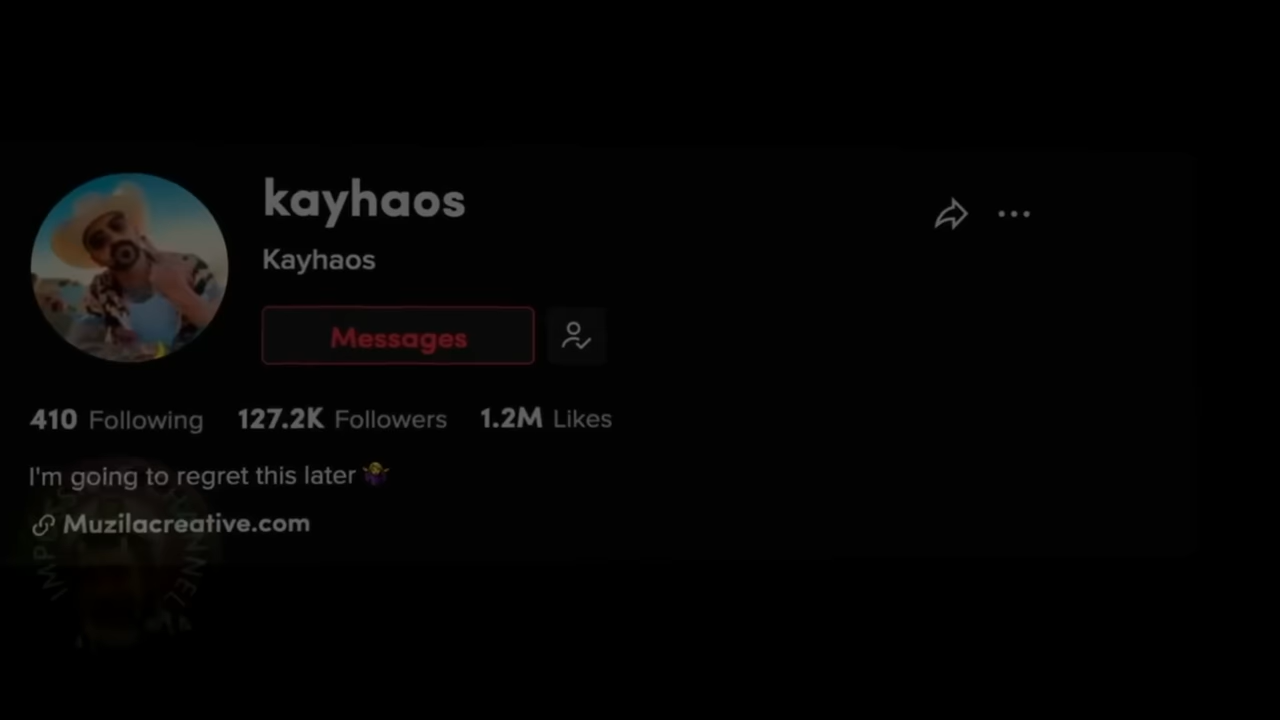 kayhaos
Kayhaos
Messages
410 Following 127.2K Followers 1.2M Likes
I'm going to regret this later 🤷‍♀️
Muzilacreative.com